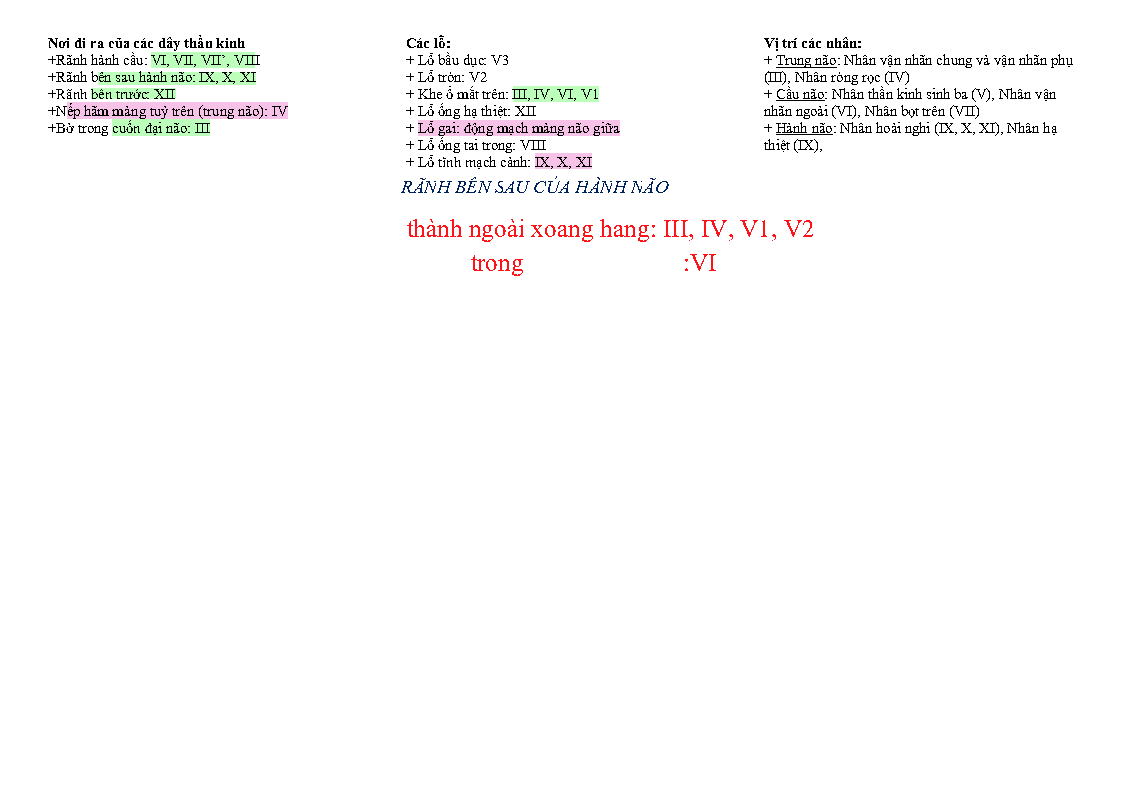 Nơi đi ra của các dây thần kinh
+Rãnh hành cầu: VI, VII, VII’, VIII
+Rãnh bên sau hành não: IX, X, XI
+Rãnh bên trước: XII
+Nếp hãm màng tuỷ trên (trung não): IV
+Bờ trong cuốn đại não: III
Các lỗ:
+ Lỗ bầu dục: V3
+ Lỗ tròn: V2
+ Khe ổ mắt trên: III, IV, VI, V1
+ Lỗ ống hạ thiệt: XII
+ Lỗ gai: động mạch màng não giữa
+ Lỗ ống tai trong: VIII
+ Lỗ tĩnh mạch cảnh: IX, X, XI
RÃNH BÊN SAU CỦA HÀNH NÃO
thành ngoài xoang hang: III, IV, V1, V2
trong :VI
Vị trí các nhân:
+ Trung não: Nhân vận nhãn chung và vận nhãn phụ
(III), Nhân ròng rọc (IV)
+ Cầu não: Nhân thần kinh sinh ba (V), Nhân vận
nhãn ngoài (VI), Nhân bọt trên (VII)
+ Hành não: Nhân hoài nghi (IX, X, XI), Nhân hạ
thiệt (IX),